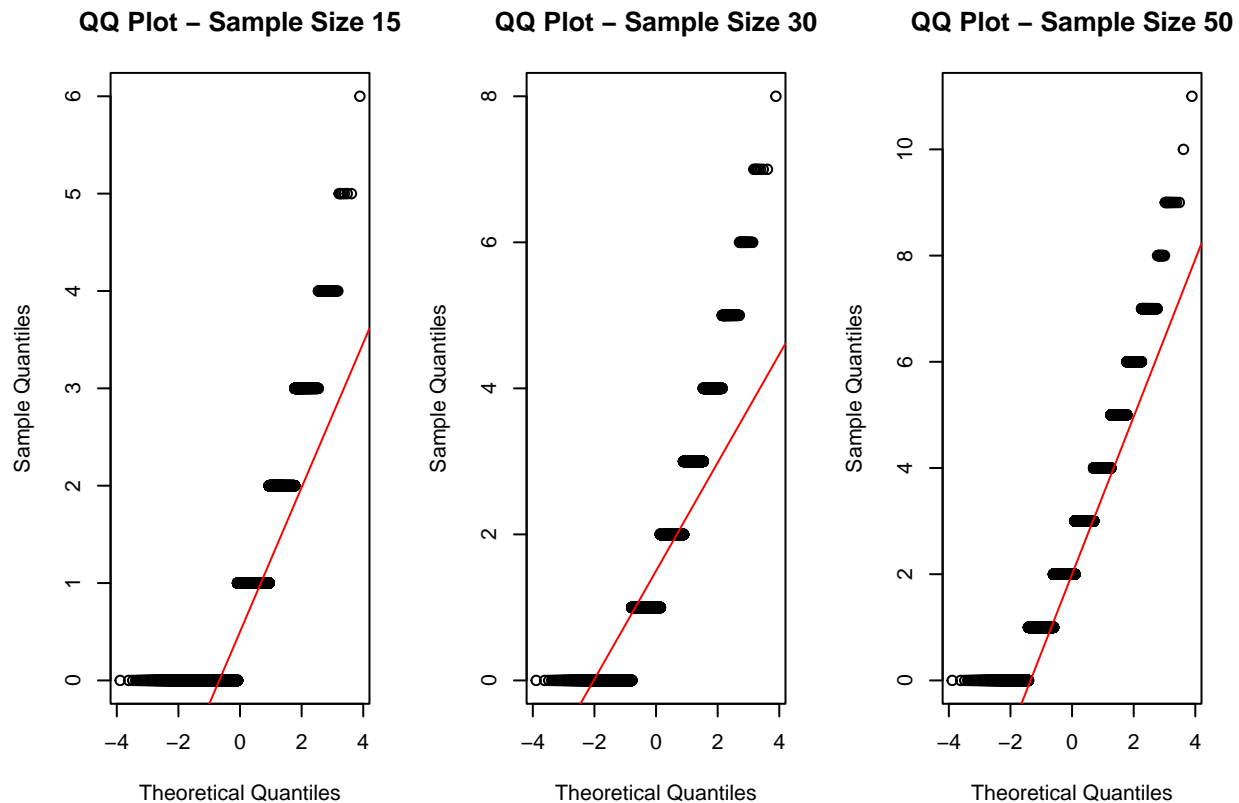 QQ Plot – Sample Size 15
6
5
4
3
2
1
0
Sample Quantiles
−4 −2 0 2 4
Theoretical Quantiles
QQ Plot – Sample Size 30
8
6
4
2
0
Sample Quantiles
−4 −2 0 2 4
Theoretical Quantiles
QQ Plot – Sample Size 50
10
8
6
4
2
0
Sample Quantiles
−4 −2 0 2 4
Theoretical Quantiles